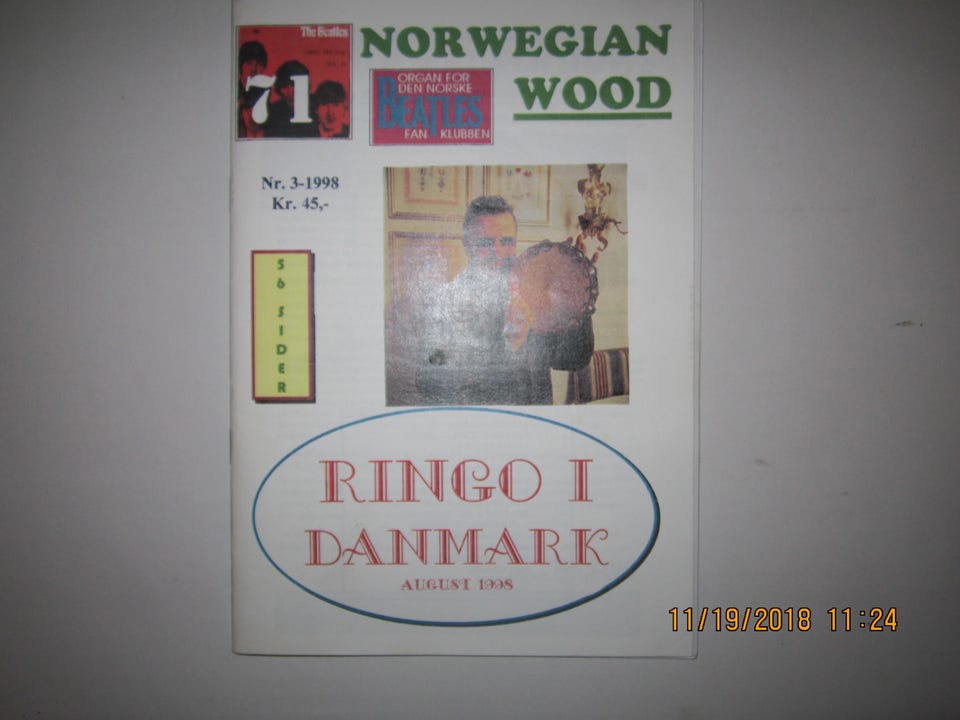 The Beatles
71
NORWEGIAN
WOOD
ORGAN FOR
DEN NORSKE
BEATLES
FAN KLUBBEN
Nr. 3-1998
Kr. 45,-
56 SIDER
RINGO I
DANMARK
AUGUST 1998
11/19/2018 11:24